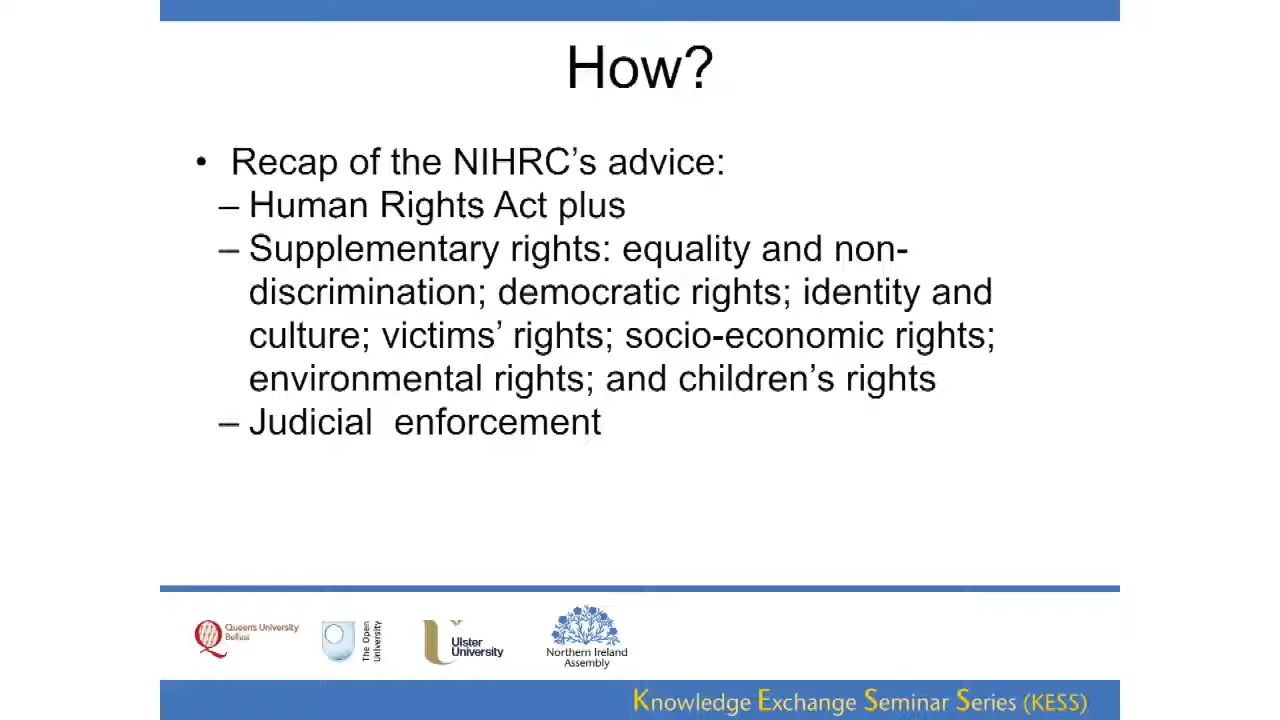 How?
• Recap of the NIHRC’s advice:
– Human Rights Act plus
– Supplementary rights: equality and non-
discrimination; democratic rights; identity and
culture; victims’ rights; socio-economic rights;
environmental rights; and children’s rights
– Judicial enforcement
Queen's University
Belfast
The Open
University
Ulster
University
Northern Ireland
Assembly
Knowledge Exchange Seminar Series (KESS)